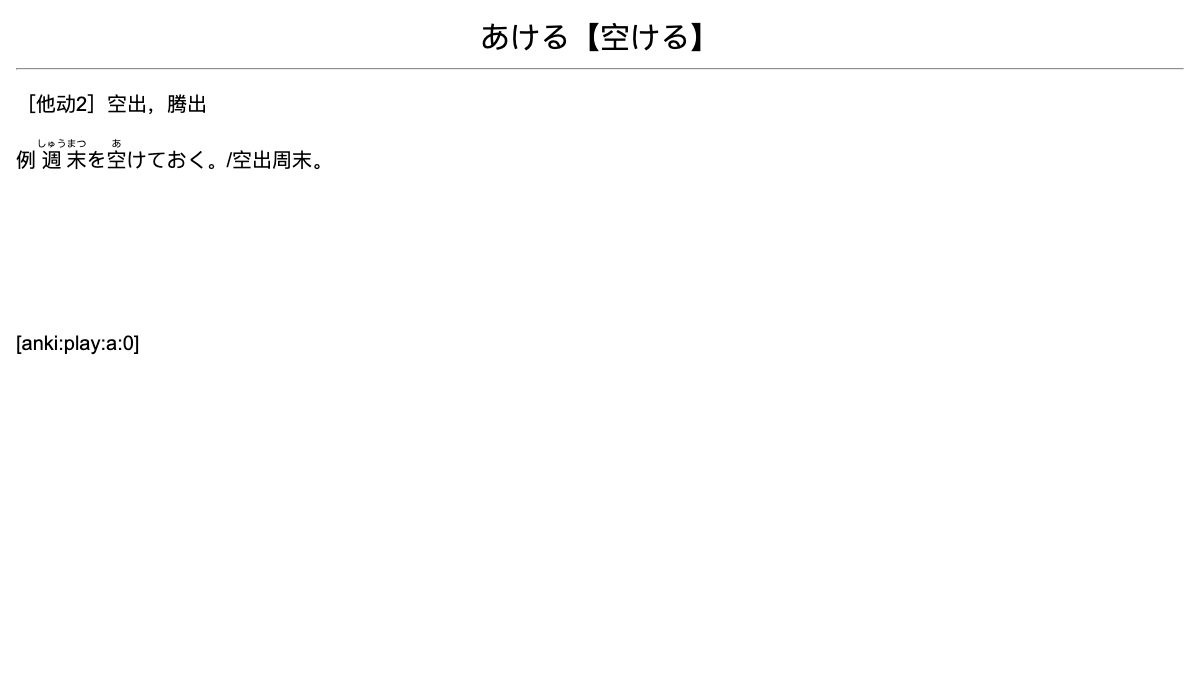 あける【空ける】
［他动2］空出，腾出
例 週末を空けておく。/空出周末。
しゅうまつ あ
[anki:play:a:0]